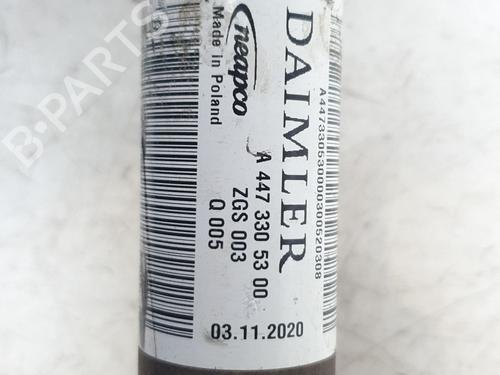 B-PARTS
DAIMLER
neapco
Made in Poland
A 447 330 53 00
ZGS 003
Q 005
03.11.2020
A447330530000300520308